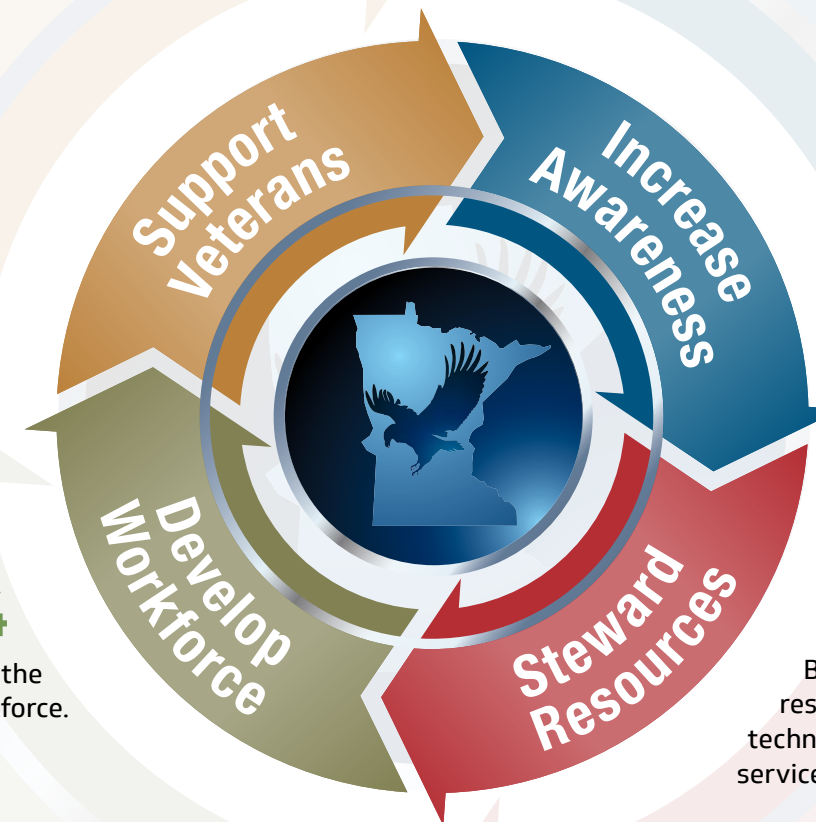 Support
Veterans
Increase
Awareness
Develop
Workforce
Steward
Resources
the
force.
B
res
techn
service